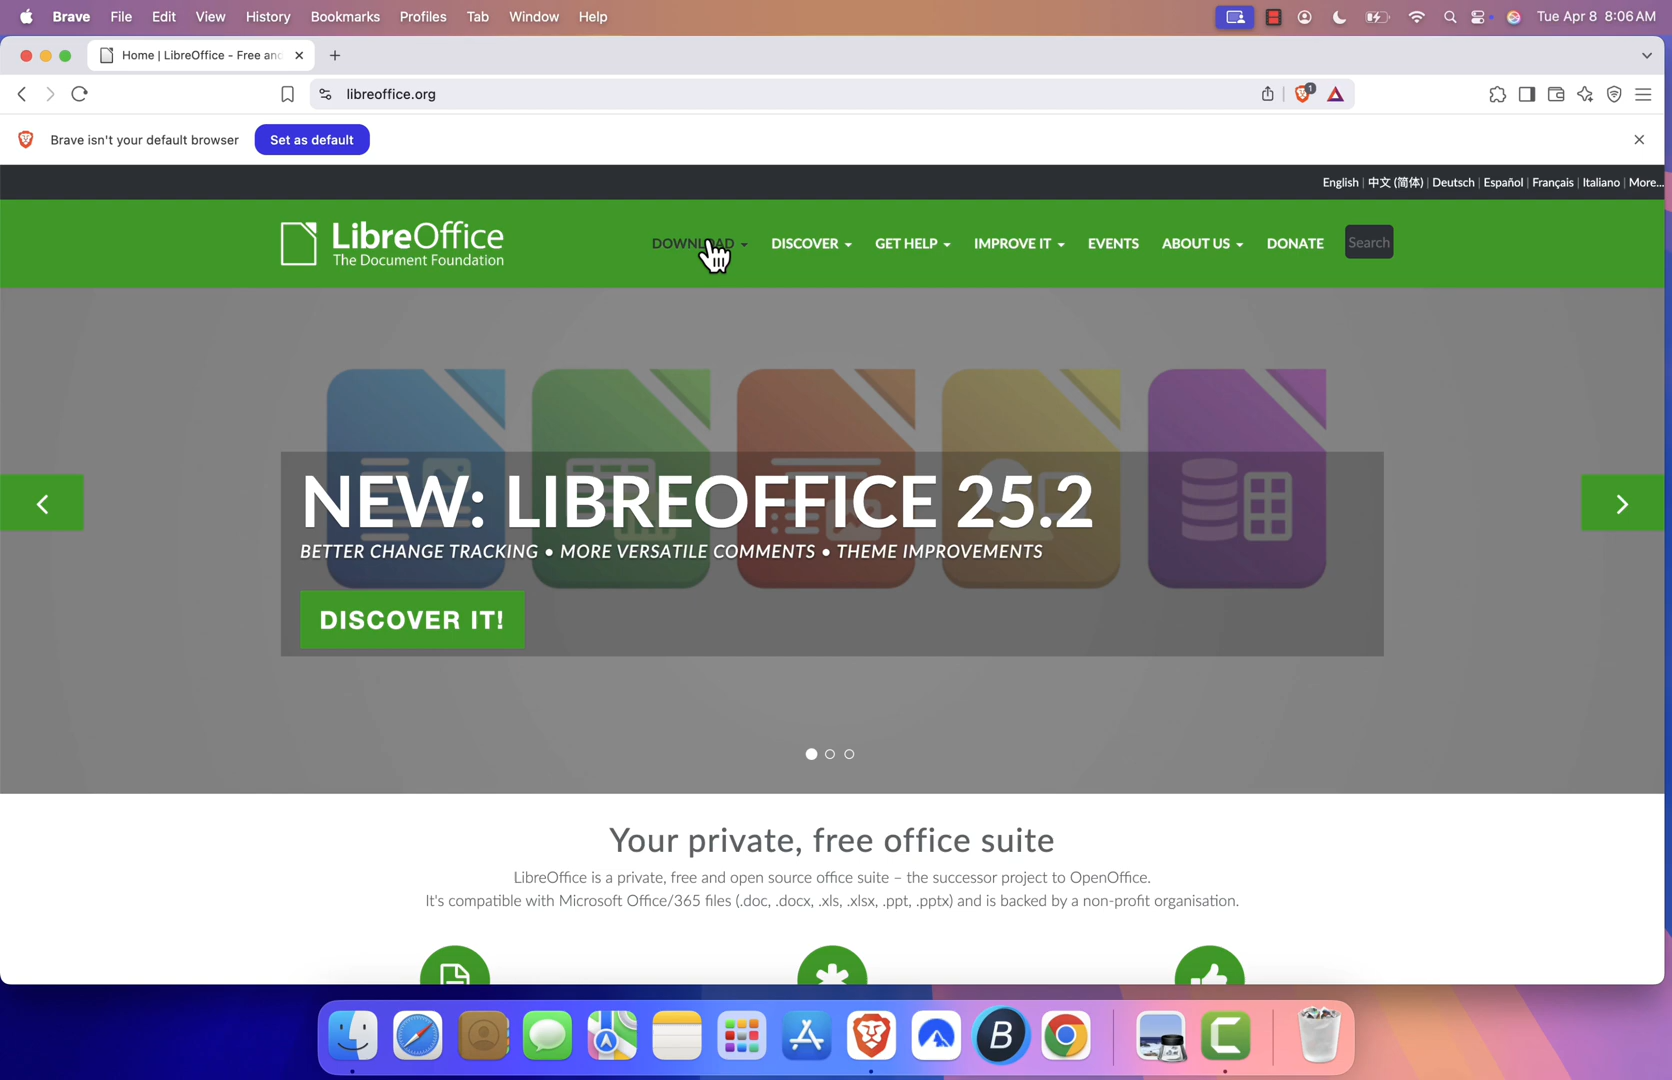 Brave File Edit View History Bookmarks Profiles Tab Window Help Tue Apr 8 8:06 AM
Home | LibreOffice - Free and
libreoffice.org 1
Brave isn't your default browser Set as default
English | 中文 (简体) | Deutsch | Español | Français | Italiano | More...
LibreOffice
The Document Foundation
DOWNLOAD DISCOVER GET HELP IMPROVE IT EVENTS ABOUT US DONATE Search
NEW: LIBREOFFICE 25.2
BETTER CHANGE TRACKING • MORE VERSATILE COMMENTS • THEME IMPROVEMENTS
DISCOVER IT!
Your private, free office suite
LibreOffice is a private, free and open source office suite – the successor project to OpenOffice.
It's compatible with Microsoft Office/365 files (.doc, .docx, .xls, .xlsx, .ppt, .pptx) and is backed by a non-profit organisation.
B